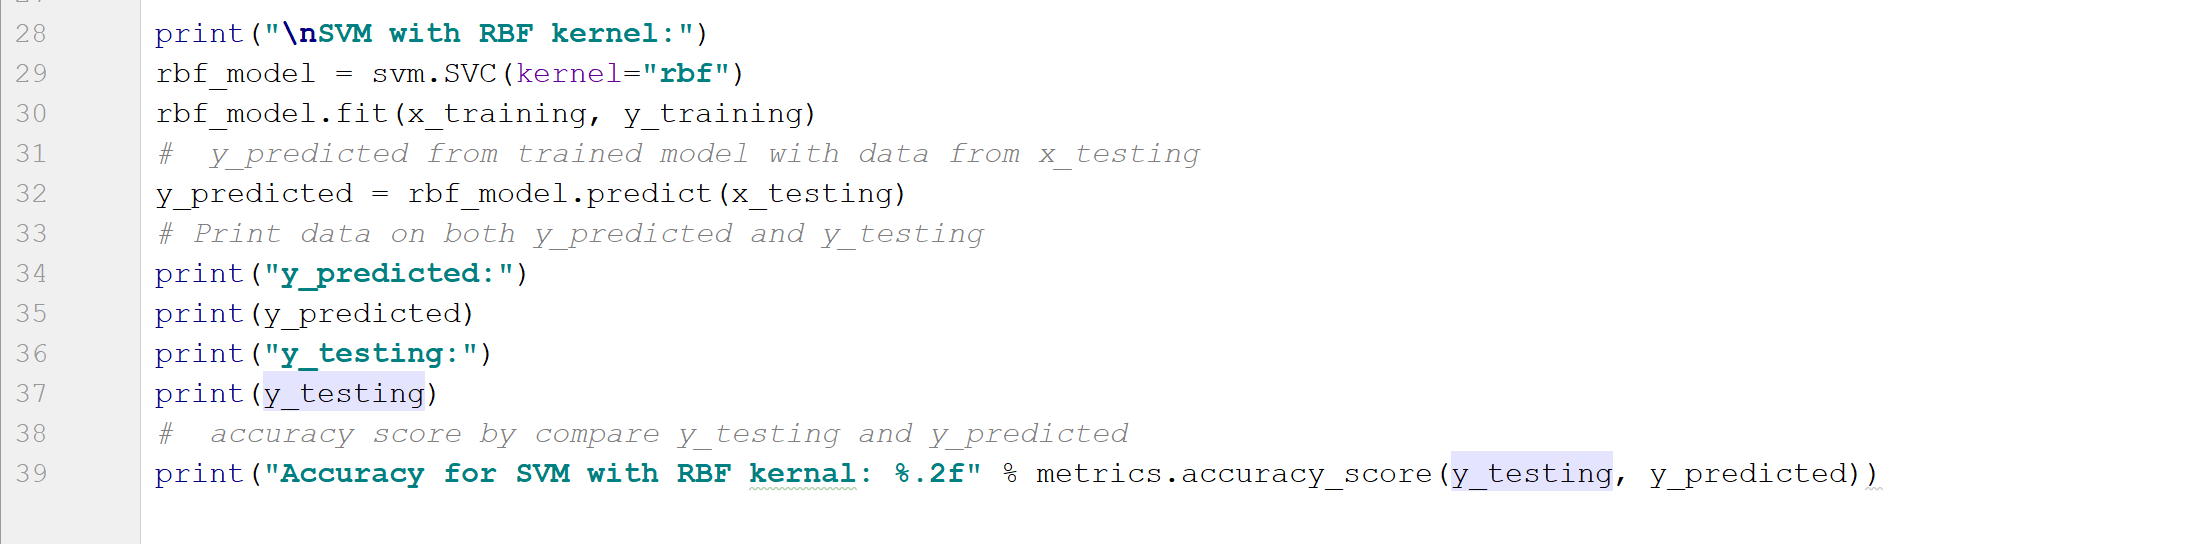 28 print("\nSVM with RBF kernel:")
29 rbf_model = svm.SVC(kernel="rbf")
30 rbf_model.fit(x_training, y_training)
31 #  y_predicted from trained model with data from x_testing
32 y_predicted = rbf_model.predict(x_testing)
33 # Print data on both y_predicted and y_testing
34 print("y_predicted:")
35 print(y_predicted)
36 print("y_testing:")
37 print(y_testing)
38 #  accuracy score by compare y_testing and y_predicted
39 print("Accuracy for SVM with RBF kernal: %.2f" % metrics.accuracy_score(y_testing, y_predicted))